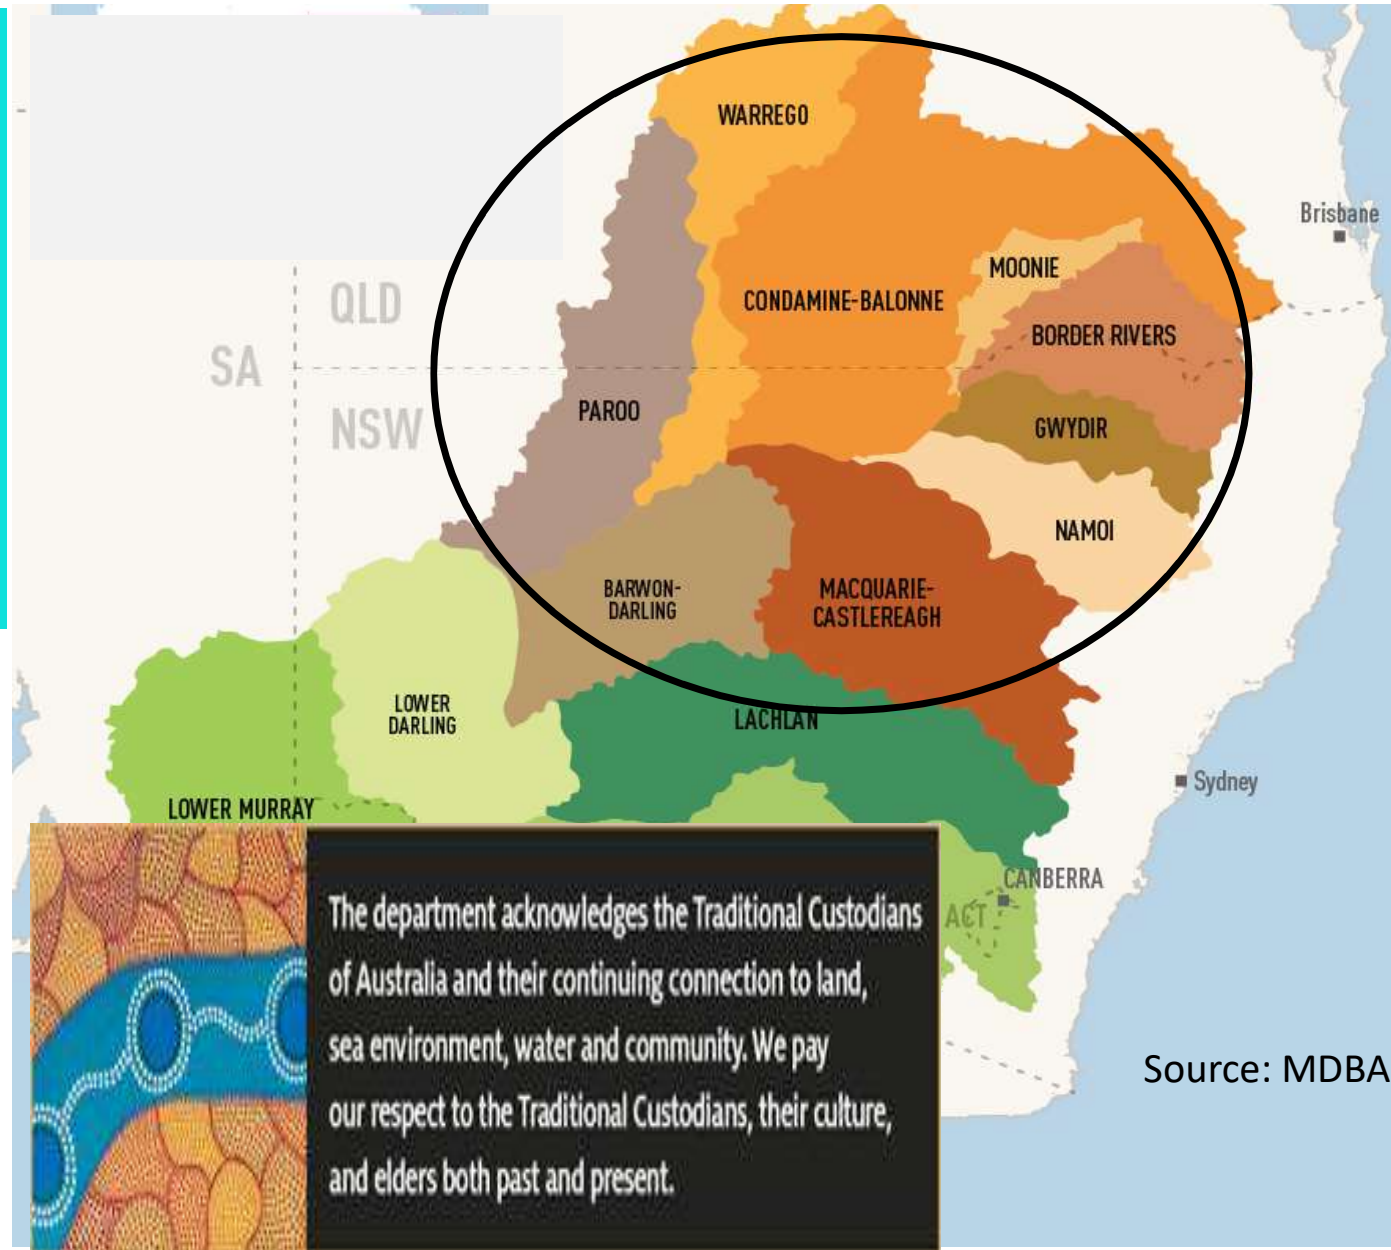 WARREGO
Brisbane
MOONIE
QLD
CONDAMINE-BALONNE
BORDER RIVERS
SA
PAROO
NSW
GWYDIR
NAMOI
BARWON-
DARLING
MACQUARIE-
CASTLEREAGH
LOWER
DARLING
LACHLAN
Sydney
LOWER MURRAY
CANBERRA
ACT
The department acknowledges the Traditional Custodians
of Australia and their continuing connection to land,
sea environment, water and community. We pay
our respect to the Traditional Custodians, their culture,
and elders both past and present.
Source: MDBA